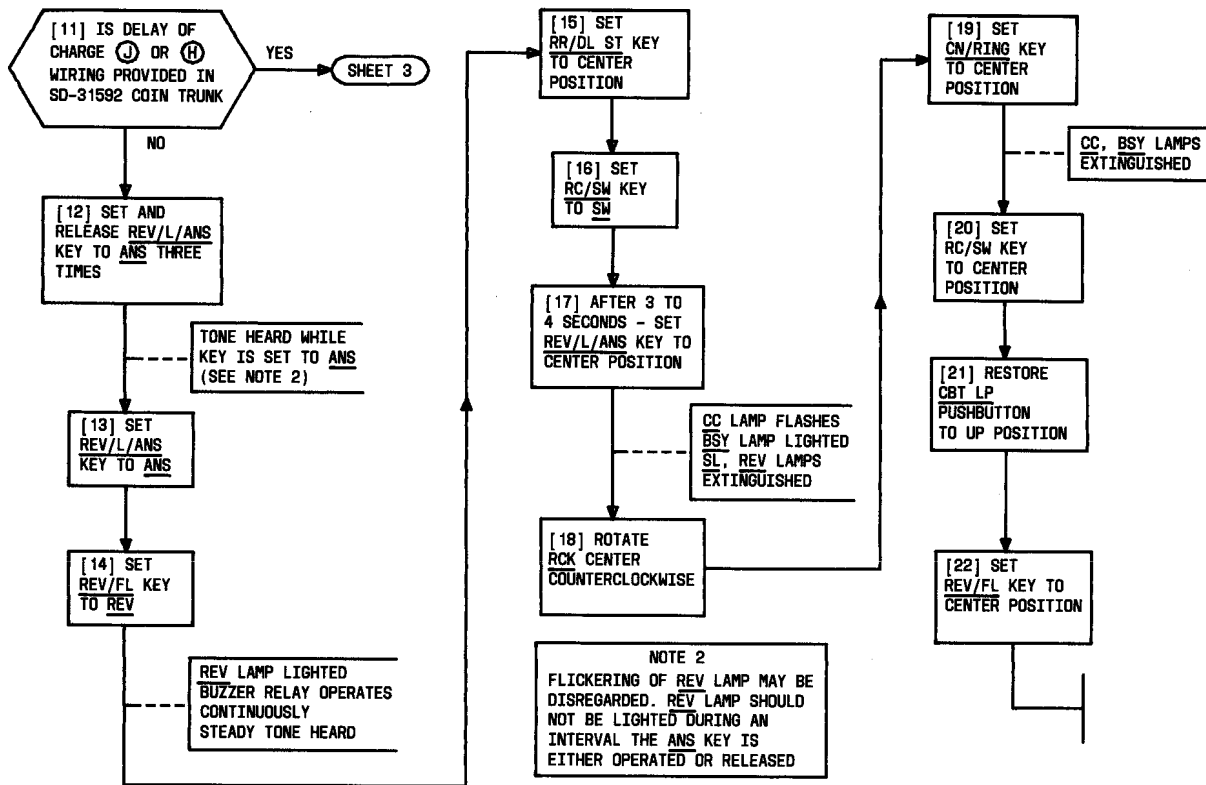 [11] IS DELAY OF
CHARGE J OR H
WIRING PROVIDED IN
SD-31592 COIN TRUNK
YES
SHEET 3
NO
[12] SET AND
RELEASE REV/L/ANS
KEY TO ANS THREE
TIMES
TONE HEARD WHILE
KEY IS SET TO ANS
(SEE NOTE 2)
[13] SET
REV/L/ANS
KEY TO ANS
[14] SET
REV/FL KEY
TO REV
REV LAMP LIGHTED
BUZZER RELAY OPERATES
CONTINUOUSLY
STEADY TONE HEARD
[15] SET
RR/DL ST KEY
TO CENTER
POSITION
[16] SET
RC/SW KEY
TO SW
[17] AFTER 3 TO
4 SECONDS - SET
REV/L/ANS KEY TO
CENTER POSITION
CC LAMP FLASHES
BSY LAMP LIGHTED
SL, REV LAMPS
EXTINGUISHED
[18] ROTATE
RCK CENTER
COUNTERCLOCKWISE
NOTE 2
FLICKERING OF REV LAMP MAY BE
DISREGARDED. REV LAMP SHOULD
NOT BE LIGHTED DURING AN
INTERVAL THE ANS KEY IS
EITHER OPERATED OR RELEASED
[19] SET
CN/RING KEY
TO CENTER
POSITION
CC, BSY LAMPS
EXTINGUISHED
[20] SET
RC/SW KEY
TO CENTER
POSITION
[21] RESTORE
CBT LP
PUSHBUTTON
TO UP POSITION
[22] SET
REV/FL KEY TO
CENTER POSITION